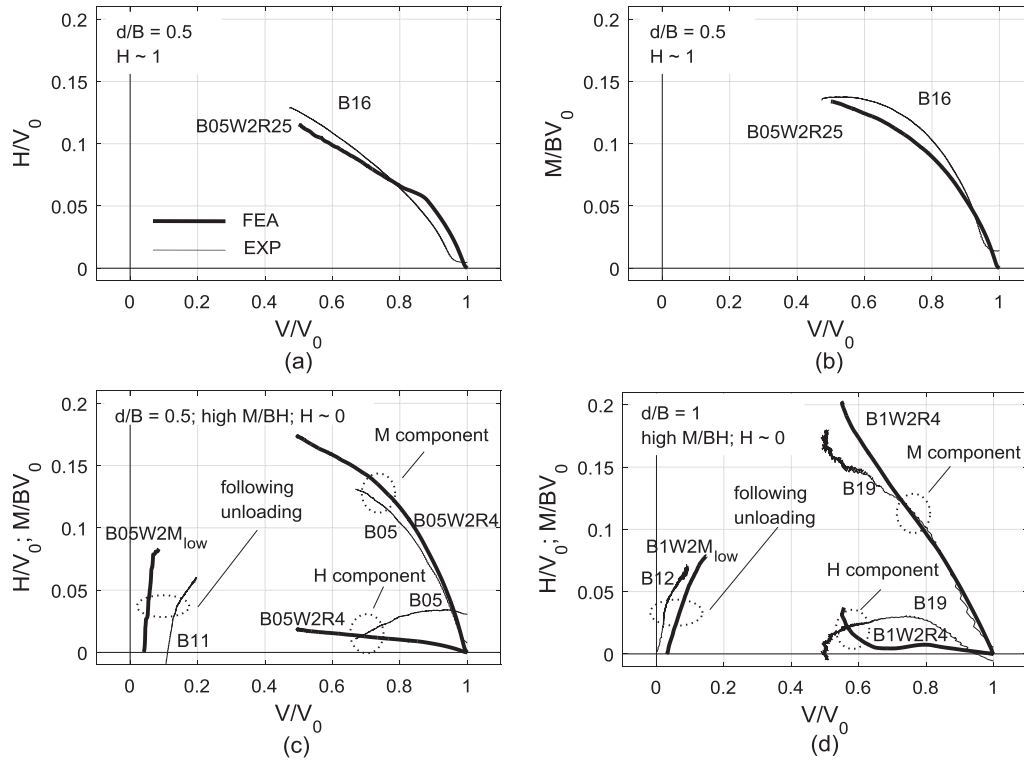 0.2
0.15
0.1
0.05
0
H/V0
d/B = 0.5
H ~ 1
B16
B05W2R25
FEA
EXP
0 0.2 0.4 0.6 0.8 1
V/V0
(a)
0.2
0.15
0.1
0.05
0
M/BV0
d/B = 0.5
H ~ 1
B16
B05W2R25
0 0.2 0.4 0.6 0.8 1
V/V0
(b)
0.2
0.15
0.1
0.05
0
H/V0; M/BV0
d/B = 0.5; high M/BH; H ~ 0
M component
following
unloading
B05W2Mlow
B05
B05W2R4
H component
B05
B05W2R4
B11
0 0.2 0.4 0.6 0.8 1
V/V0
(c)
0.2
0.15
0.1
0.05
0
H/V0; M/BV0
d/B = 1
high M/BH; H ~ 0
B1W2R4
M component
B19
following
unloading
B1W2Mlow
B12
H component
B19
B1W2R4
0 0.2 0.4 0.6 0.8 1
V/V0
(d)